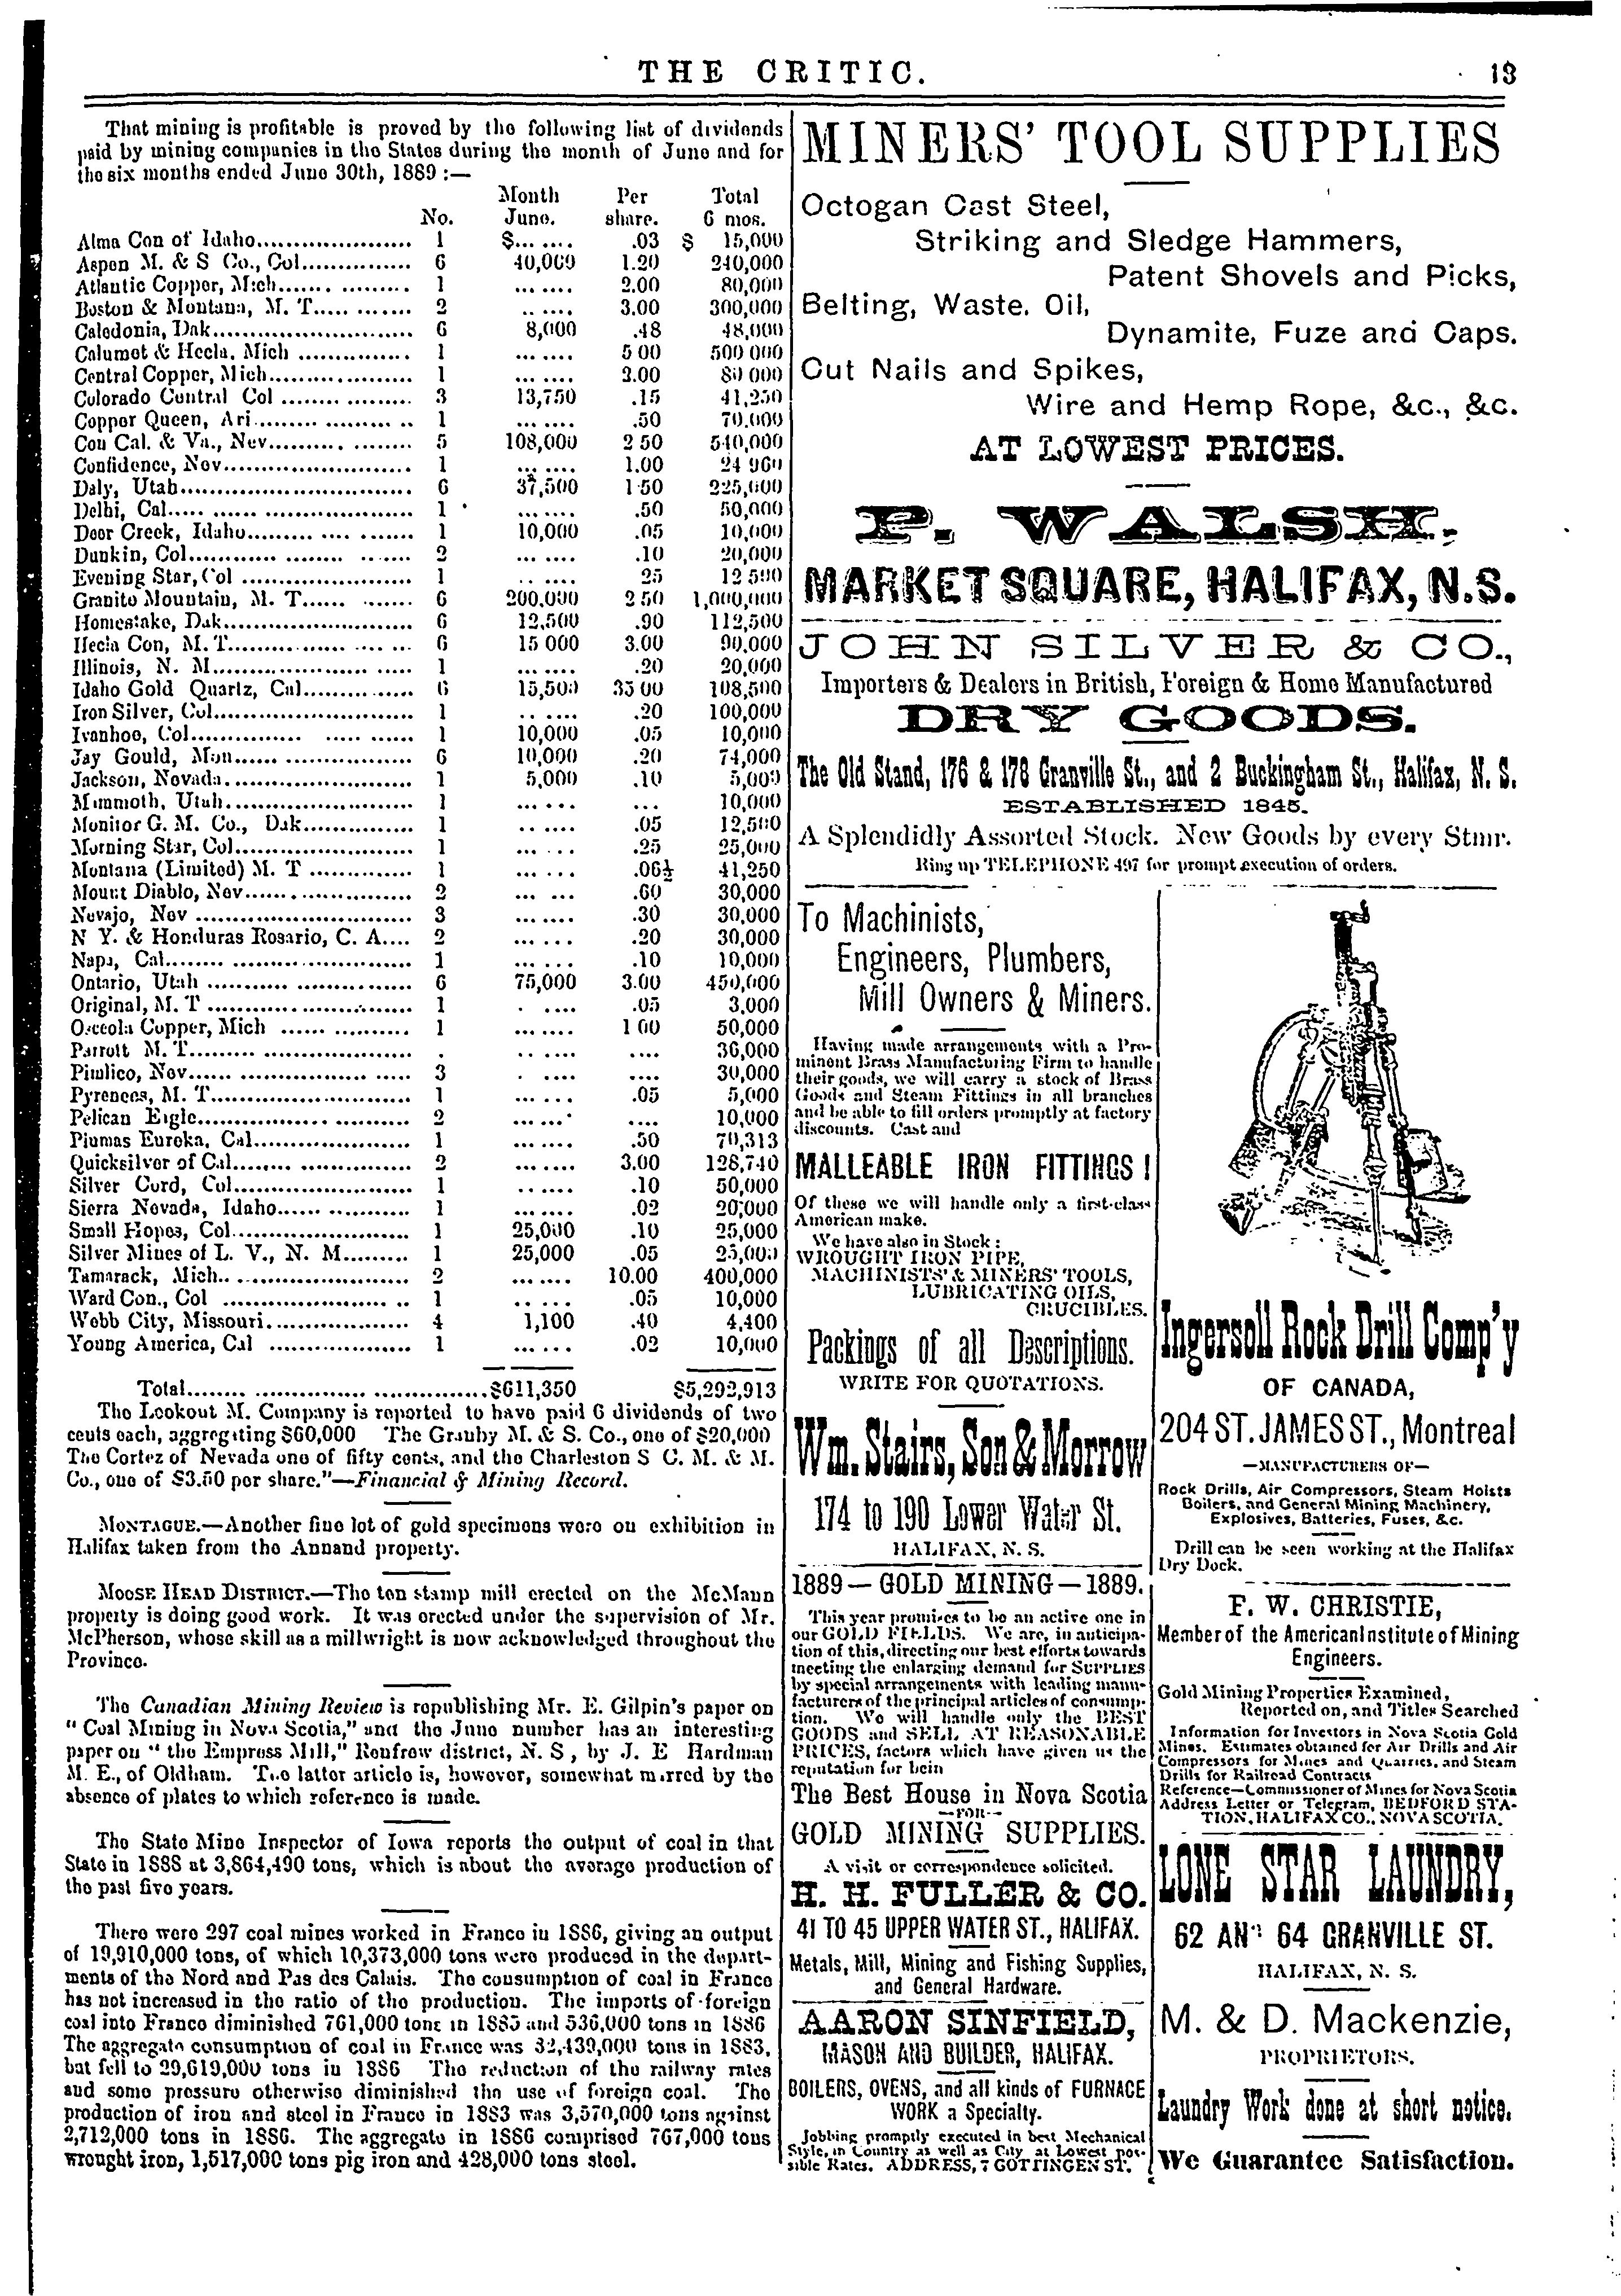 THE CRITIC. 13
That mining is profitable is proved by the following list of dividends
paid by mining companies in the States during the month of June and for
the six months ended June 30th, 1889 :—
Month Per Total
No. June. share. 6 mos.
Alma Con of Idaho 1 $ .03 $ 15,000
Aspen M. & S Co., Col 6 40,000 1.20 240,000
Atlantic Copper, Mich 1 2.00 80,000
Boston & Montana, M. T. 2 3.00 300,000
Caledonia, Dak 6 8,000 .48 48,000
Calumet & Hecla, Mich 1 5 00 500 000
Central Copper, Mich 1 2.00 80 000
Colorado Central Col 3 13,750 .15 41,250
Copper Queen, Ari 1 .50 70,000
Con Cal. & Va., Nev 5 108,000 2 50 540,000
Confidence, Nev 1 1.00 24 960
Daly, Utah 6 37,500 1 50 225,000
Delhi, Cal 1 .50 50,000
Deer Creek, Idaho 1 10,000 .05 10,000
Dunkin, Col 2 .10 20,000
Evening Star, Col 1 25 12 500
Granite Mountain, M. T. 6 200,000 2 50 1,000,000
Homestake, Dak 6 12,500 .90 112,500
Hecla Con, M. T. 6 15 000 3.00 90,000
Illinois, N. M 1 .20 20,000
Idaho Gold Quartz, Cal 6 15,500 35 00 108,500
Iron Silver, Col 1 .20 100,000
Ivanhoe, Col 1 10,000 .05 10,000
Jay Gould, Mon 6 10,000 .20 74,000
Jackson, Nevada 1 5,000 .10 5,000
Mammoth, Utah 1 ... 10,000
Monitor G. M. Co., Dak 1 .05 12,500
Morning Star, Col 1 .25 25,000
Montana (Limited) M. T 1 .06¼ 41,250
Mount Diablo, Nev 2 .60 30,000
Navajo, Nev 3 .30 30,000
N Y. & Honduras Rosario, C. A. 2 .20 30,000
Napa, Cal 1 .10 10,000
Ontario, Utah 6 75,000 3.00 450,000
Original, M. T 1 .05 3,000
Osceola Copper, Mich 1 1 00 50,000
Parrott M. T. 36,000
Pimlico, Nev 3 30,000
Pyrenees, M. T. 1 .05 5,000
Pelican Eagle 2 10,000
Plumas Eureka, Cal 1 .50 70,313
Quicksilver of Cal 2 3.00 128,740
Silver Cord, Col 1 .10 50,000
Sierra Nevada, Idaho 1 .02 20,000
Small Hopes, Col 1 25,000 .10 25,000
Silver Mines of L. V., N. M. 1 25,000 .05 25,000
Tamarack, Mich. 2 10.00 400,000
Ward Con., Col 1 .05 10,000
Webb City, Missouri 4 1,100 .40 4,400
Young America, Cal 1 .02 10,000
Total $611,350 $5,292,913
The Lookout M. Company is reported to have paid 6 dividends of two
cents each, aggregating $60,000 The Granby M. & S. Co., one of $20,000
The Cortez of Nevada one of fifty cents, and the Charleston S C. M. & M.
Co., one of $3.50 per share."—Financial & Mining Record.
MONTAGUE.—Another fine lot of gold specimens were on exhibition in
Halifax taken from the Annand property.
MOOSE HEAD DISTRICT.—The ten stamp mill erected on the McMann
property is doing good work. It was erected under the supervision of Mr.
McPherson, whose skill as a millwright is now acknowledged throughout the
Province.
The Canadian Mining Review is republishing Mr. E. Gilpin's paper on
"Coal Mining in Nova Scotia," and the June number has an interesting
paper on "the Empress Mill," Renfrew district, N. S, by J. E Hardman
M. E., of Oldham. The latter article is, however, somewhat marred by the
absence of plates to which reference is made.
The State Mine Inspector of Iowa reports the output of coal in that
State in 1888 at 3,864,490 tons, which is about the average production of
the past five years.
There were 297 coal mines worked in France in 1886, giving an output
of 19,910,000 tons, of which 10,373,000 tons were produced in the depart-
ments of the Nord and Pas des Calais. The consumption of coal in France
has not increased in the ratio of the production. The imports of foreign
coal into France diminished 761,000 tons in 1885 and 536,000 tons in 1886
The aggregate consumption of coal in France was 32,439,000 tons in 1883,
but fell to 29,619,000 tons in 1886 The reduction of the railway rates
and some pressure otherwise diminished the use of foreign coal. The
production of iron and steel in France in 1883 was 3,570,000 tons against
2,712,000 tons in 1886. The aggregate in 1886 comprised 767,000 tons
wrought iron, 1,517,000 tons pig iron and 428,000 tons steel.
MINERS' TOOL SUPPLIES
Octogan Cast Steel,
Striking and Sledge Hammers,
Patent Shovels and Picks,
Belting, Waste, Oil,
Dynamite, Fuze and Caps.
Cut Nails and Spikes,
Wire and Hemp Rope, &c., &c.
AT LOWEST PRICES.
P. WALSH.
MARKET SQUARE, HALIFAX, N.S.
JOHN SILVER & CO.,
Importers & Dealers in British, Foreign & Home Manufactured
DRY GOODS.
The Old Stand, 176 & 178 Granville St., and 2 Buckingham St., Halifax, N. S.
ESTABLISHED 1845.
A Splendidly Assorted Stock. New Goods by every Stmr.
Ring up TELEPHONE 497 for prompt execution of orders.
To Machinists,
Engineers, Plumbers,
Mill Owners & Miners.
Having made arrangements with a Pro-
minent Brass Manufacturing Firm to handle
their goods, we will carry a stock of Brass
Goods and Steam Fittings in all branches
and be able to fill orders promptly at factory
discounts. Cast and
MALLEABLE IRON FITTINGS !
Of these we will handle only a first-class
American make.
We have also in Stock :
WROUGHT IRON PIPE,
MACHINISTS' & MINERS' TOOLS,
LUBRICATING OILS,
CRUCIBLES.
Packings of all Descriptions.
WRITE FOR QUOTATIONS.
Wm. Stairs, Son & Morrow
174 to 190 Lower Water St.
HALIFAX, N. S.
1889 — GOLD MINING — 1889.
This year promises to be an active one in
our GOLD FIELDS. We are, in anticipa-
tion of this, directing our best efforts towards
meeting the enlarging demand for SUPPLIES
by special arrangements with leading manu-
facturers of the principal articles of consump-
tion. We will handle only the BEST
GOODS and SELL AT REASONABLE
PRICES, factors which have given us the
reputation for bein
The Best House in Nova Scotia
—FOR—
GOLD MINING SUPPLIES.
A visit or correspondence solicited.
H. H. FULLER & CO.
41 TO 45 UPPER WATER ST., HALIFAX.
Metals, Mill, Mining and Fishing Supplies,
and General Hardware.
AARON SINFIELD,
MASON AND BUILDER, HALIFAX.
BOILERS, OVENS, and all kinds of FURNACE
WORK a Specialty.
Jobbing promptly executed in best Mechanical
Style, in Country as well as City, at Lowest pos-
sible Rates. ADDRESS, 7 GOTTINGEN ST.
Ingersoll Rock Drill Comp'y
OF CANADA,
204 ST. JAMES ST., Montreal
—MANUFACTURERS OF—
Rock Drills, Air Compressors, Steam Hoists
Boilers, and General Mining Machinery,
Explosives, Batteries, Fuses, &c.
Drill can be seen working at the Halifax
Dry Dock.
F. W. CHRISTIE,
Member of the American Institute of Mining
Engineers.
Gold Mining Properties Examined,
Reported on, and Titles Searched
Information for Investors in Nova Scotia Gold
Mines. Estimates obtained for Air Drills and Air
Compressors for Mines and Quarries, and Steam
Drills for Railroad Contracts
Reference—Commissioner of Mines for Nova Scotia
Address Letter or Telegram, BEDFORD STA-
TION, HALIFAX CO., NOVA SCOTIA.
LONE STAR LAUNDRY,
62 AND 64 GRANVILLE ST.
HALIFAX, N. S.
M. & D. Mackenzie,
PROPRIETORS.
Laundry Work done at short notice.
We Guarantee Satisfaction.